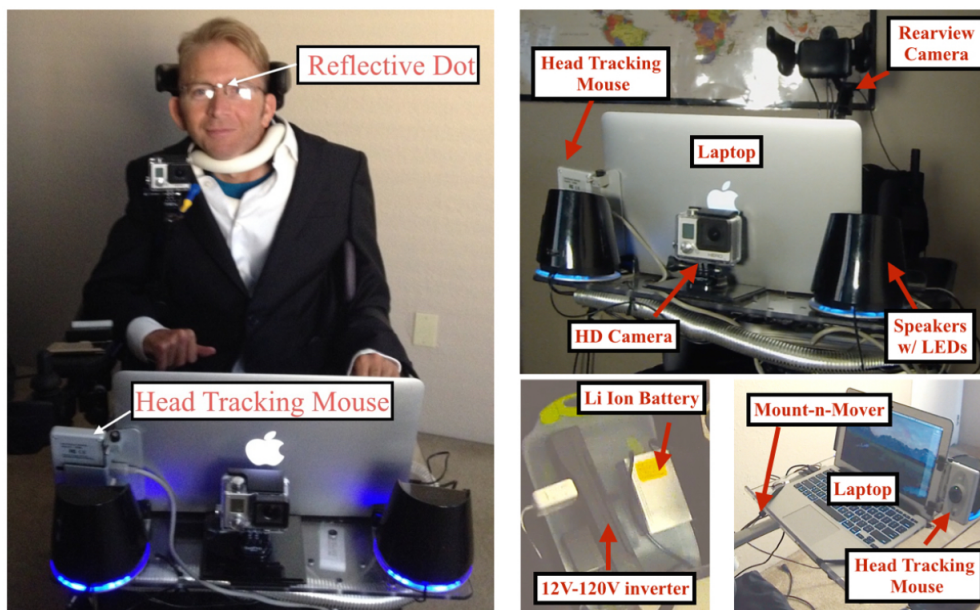 Reflective Dot
Head Tracking Mouse
Rearview
Camera
Head Tracking
Mouse
Laptop
HD Camera
Speakers
w/ LEDs
Li Ion Battery
12V-120V inverter
Mount-n-Mover
Laptop
Head Tracking
Mouse